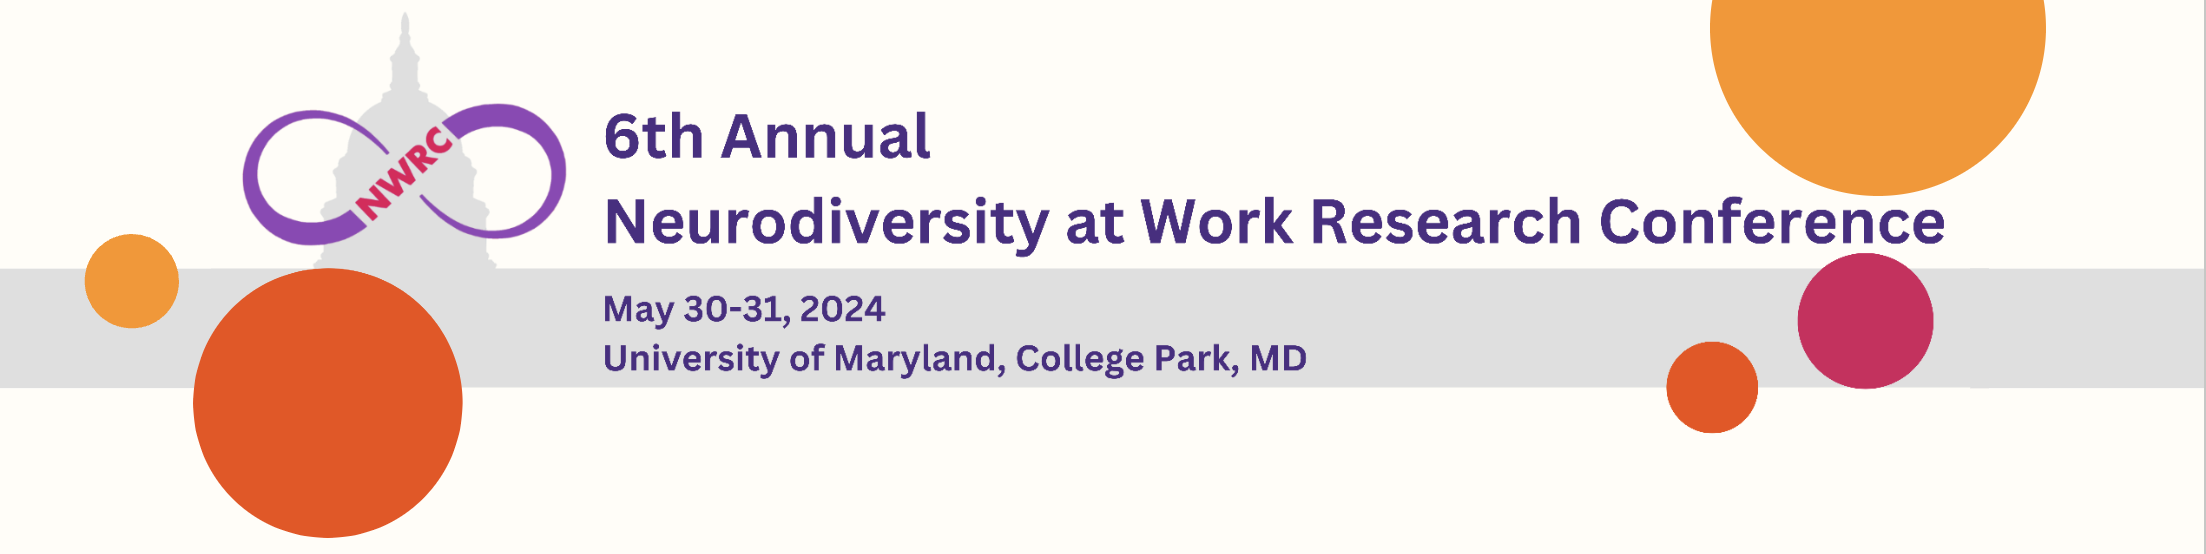 NWRC
6th Annual
Neurodiversity at Work Research Conference
May 30-31, 2024
University of Maryland, College Park, MD